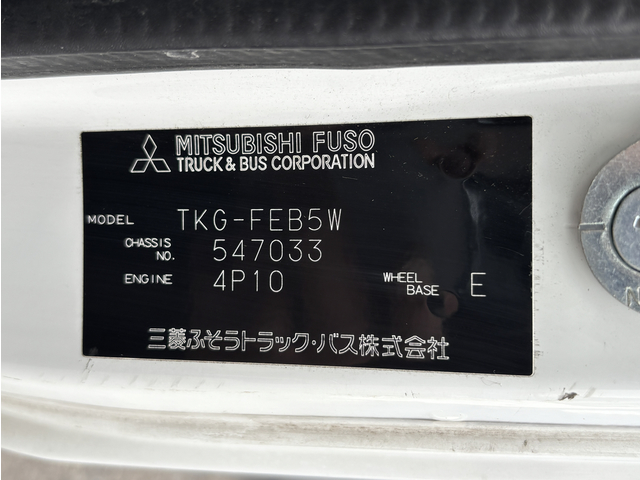 MITSUBISHI FUSO
TRUCK & BUS CORPORATION
MODEL TKG-FEB5W
CHASSIS NO. 547033
ENGINE 4P10 WHEEL BASE E
三菱ふそうトラック・バス株式会社